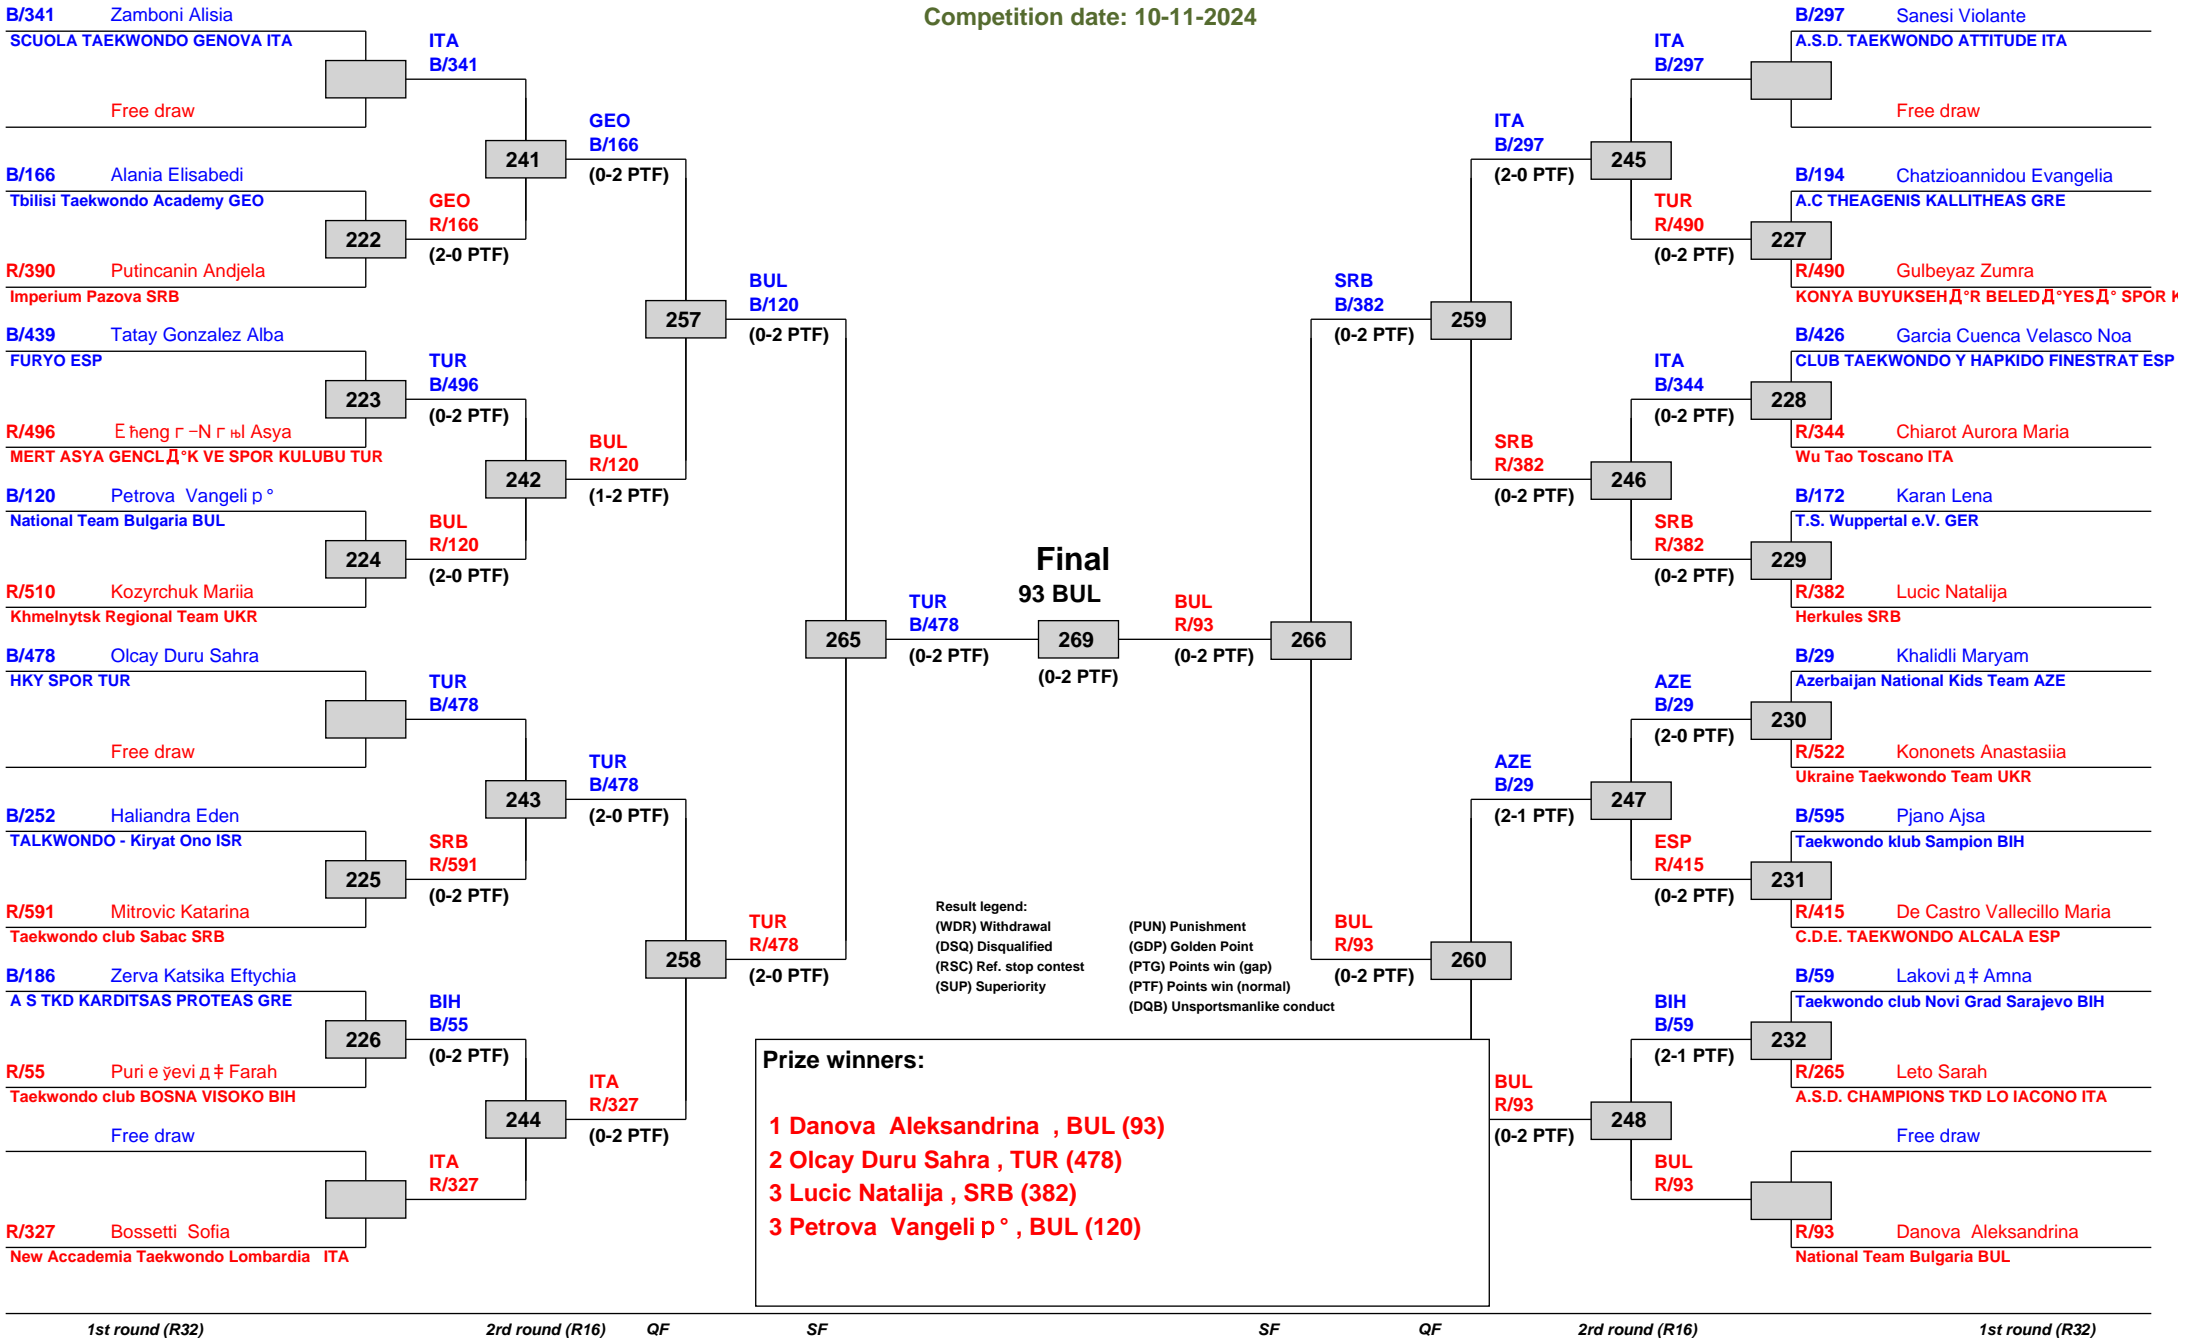 Competition date: 10-11-2024
B/341 Zamboni Alisia
SCUOLA TAEKWONDO GENOVA ITA
Free draw
B/166 Alania Elisabedi
Tbilisi Taekwondo Academy GEO
222
R/390 Putincanin Andjela
Imperium Pazova SRB
B/439 Tatay Gonzalez Alba
FURYO ESP
223
R/496 Ећengг–NгњI Asya
MERT ASYA GENCLД°K VE SPOR KULUBU TUR
B/120 Petrova Vangeliр°
National Team Bulgaria BUL
224
R/510 Kozyrchuk Mariia
Khmelnytsk Regional Team UKR
B/478 Olcay Duru Sahra
HKY SPOR TUR
Free draw
B/252 Haliandra Eden
TALKWONDO - Kiryat Ono ISR
225
R/591 Mitrovic Katarina
Taekwondo club Sabac SRB
B/186 Zerva Katsika Eftychia
A S TKD KARDITSAS PROTEAS GRE
226
R/55 Puriеўeviд‡ Farah
Taekwondo club BOSNA VISOKO BIH
Free draw
R/327 Bossetti Sofia
New Accademia Taekwondo Lombardia ITA
ITA
B/341
241
GEO
R/166
(2-0 PTF)
TUR
B/496
(0-2 PTF)
242
BUL
R/120
(2-0 PTF)
TUR
B/478
243
SRB
R/591
(0-2 PTF)
BIH
B/55
(0-2 PTF)
244
ITA
R/327
GEO
B/166
(0-2 PTF)
257
BUL
R/120
(1-2 PTF)
TUR
B/478
(2-0 PTF)
258
ITA
R/327
(0-2 PTF)
BUL
B/120
(0-2 PTF)
265
TUR
R/478
(2-0 PTF)
TUR
B/478
(0-2 PTF)
Final
93 BUL
269
(0-2 PTF)
BUL
R/93
(0-2 PTF)
SRB
B/382
(0-2 PTF)
266
BUL
R/93
(0-2 PTF)
ITA
B/297
(2-0 PTF)
259
SRB
R/382
(0-2 PTF)
AZE
B/29
(2-1 PTF)
260
BUL
R/93
(0-2 PTF)
ITA
B/297
245
TUR
R/490
(0-2 PTF)
ITA
B/344
(0-2 PTF)
246
SRB
R/382
(0-2 PTF)
AZE
B/29
(2-0 PTF)
247
ESP
R/415
(0-2 PTF)
BIH
B/59
(2-1 PTF)
248
BUL
R/93
B/297 Sanesi Violante
A.S.D. TAEKWONDO ATTITUDE ITA
Free draw
B/194 Chatzioannidou Evangelia
A.C THEAGENIS KALLITHEAS GRE
227
R/490 Gulbeyaz Zumra
KONYA BUYUKSEHД°R BELEDД°YESД° SPOR K
B/426 Garcia Cuenca Velasco Noa
CLUB TAEKWONDO Y HAPKIDO FINESTRAT ESP
228
R/344 Chiarot Aurora Maria
Wu Tao Toscano ITA
B/172 Karan Lena
T.S. Wuppertal e.V. GER
229
R/382 Lucic Natalija
Herkules SRB
B/29 Khalidli Maryam
Azerbaijan National Kids Team AZE
230
R/522 Kononets Anastasiia
Ukraine Taekwondo Team UKR
B/595 Pjano Ajsa
Taekwondo klub Sampion BIH
231
R/415 De Castro Vallecillo Maria
C.D.E. TAEKWONDO ALCALA ESP
B/59 Lakoviд‡ Amna
Taekwondo club Novi Grad Sarajevo BIH
232
R/265 Leto Sarah
A.S.D. CHAMPIONS TKD LO IACONO ITA
Free draw
R/93 Danova Aleksandrina
National Team Bulgaria BUL
Result legend:
(WDR) Withdrawal (PUN) Punishment
(DSQ) Disqualified (GDP) Golden Point
(RSC) Ref. stop contest (PTG) Points win (gap)
(SUP) Superiority (PTF) Points win (normal)
(DQB) Unsportsmanlike conduct
Prize winners:
1 Danova Aleksandrina , BUL (93)
2 Olcay Duru Sahra , TUR (478)
3 Lucic Natalija , SRB (382)
3 Petrova Vangeliр° , BUL (120)
1st round (R32) 2rd round (R16) QF SF SF QF 2rd round (R16) 1st round (R32)